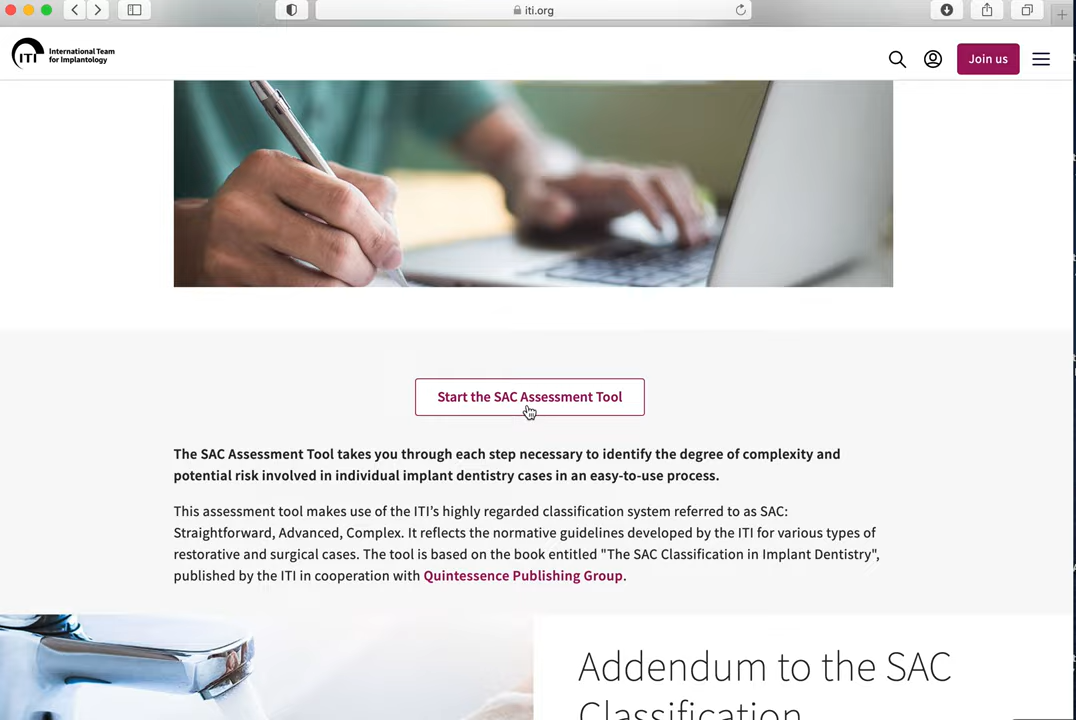 iti.org
International Team
for Implantology
iti
Join us
Start the SAC Assessment Tool
The SAC Assessment Tool takes you through each step necessary to identify the degree of complexity and
potential risk involved in individual implant dentistry cases in an easy-to-use process.
This assessment tool makes use of the ITI’s highly regarded classification system referred to as SAC:
Straightforward, Advanced, Complex. It reflects the normative guidelines developed by the ITI for various types of
restorative and surgical cases. The tool is based on the book entitled "The SAC Classification in Implant Dentistry",
published by the ITI in cooperation with Quintessence Publishing Group.
Addendum to the SAC
Classification